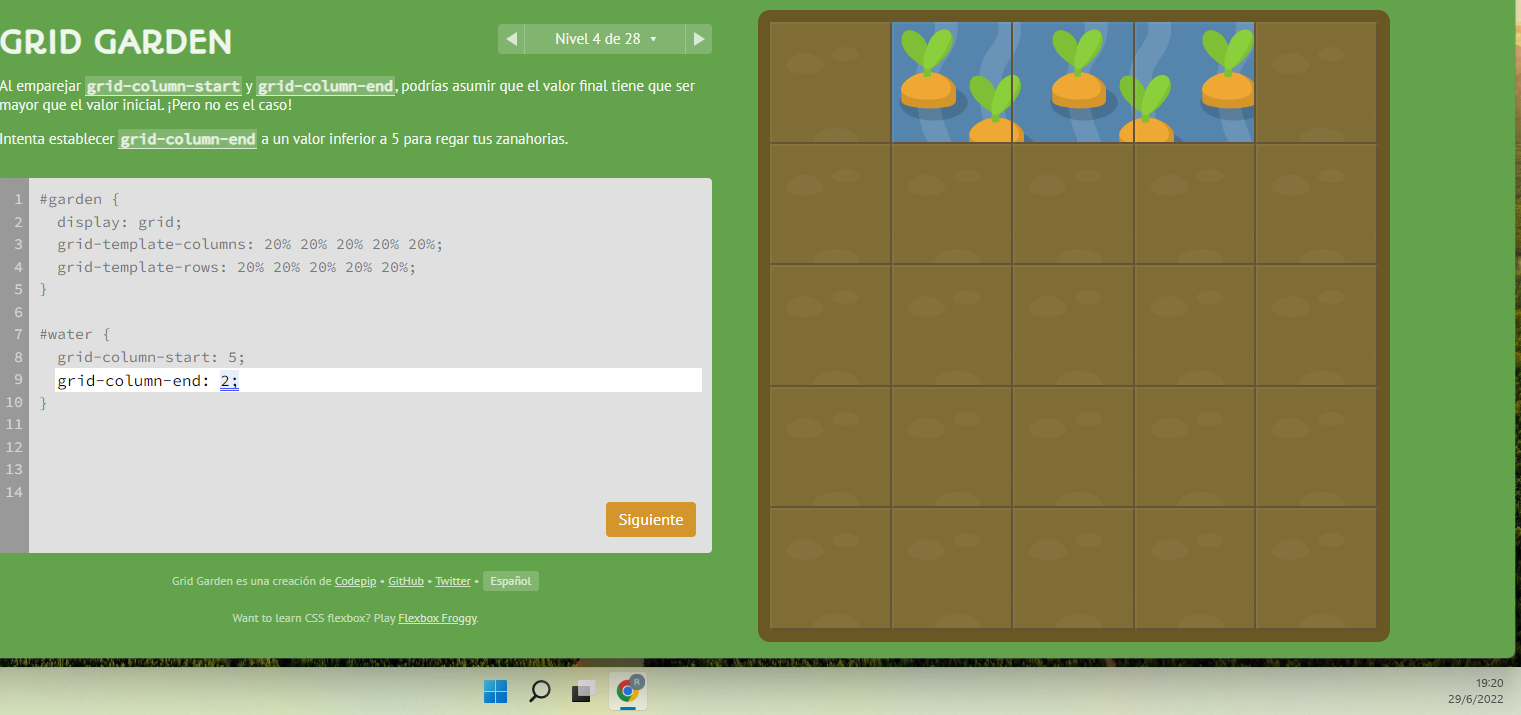 GRID GARDEN
Nivel 4 de 28
Al emparejar grid-column-start y grid-column-end, podrías asumir que el valor final tiene que ser
mayor que el valor inicial. ¡Pero no es el caso!
Intenta establecer grid-column-end a un valor inferior a 5 para regar tus zanahorias.
1 #garden {
2 display: grid;
3 grid-template-columns: 20% 20% 20% 20% 20%;
4 grid-template-rows: 20% 20% 20% 20% 20%;
5 }
6
7 #water {
8 grid-column-start: 5;
9 grid-column-end: 2;
10 }
11
12
13
14
Siguiente
Grid Garden es una creación de Codepip • GitHub • Twitter • Español
Want to learn CSS flexbox? Play Flexbox Froggy.
R
19:20
29/6/2022